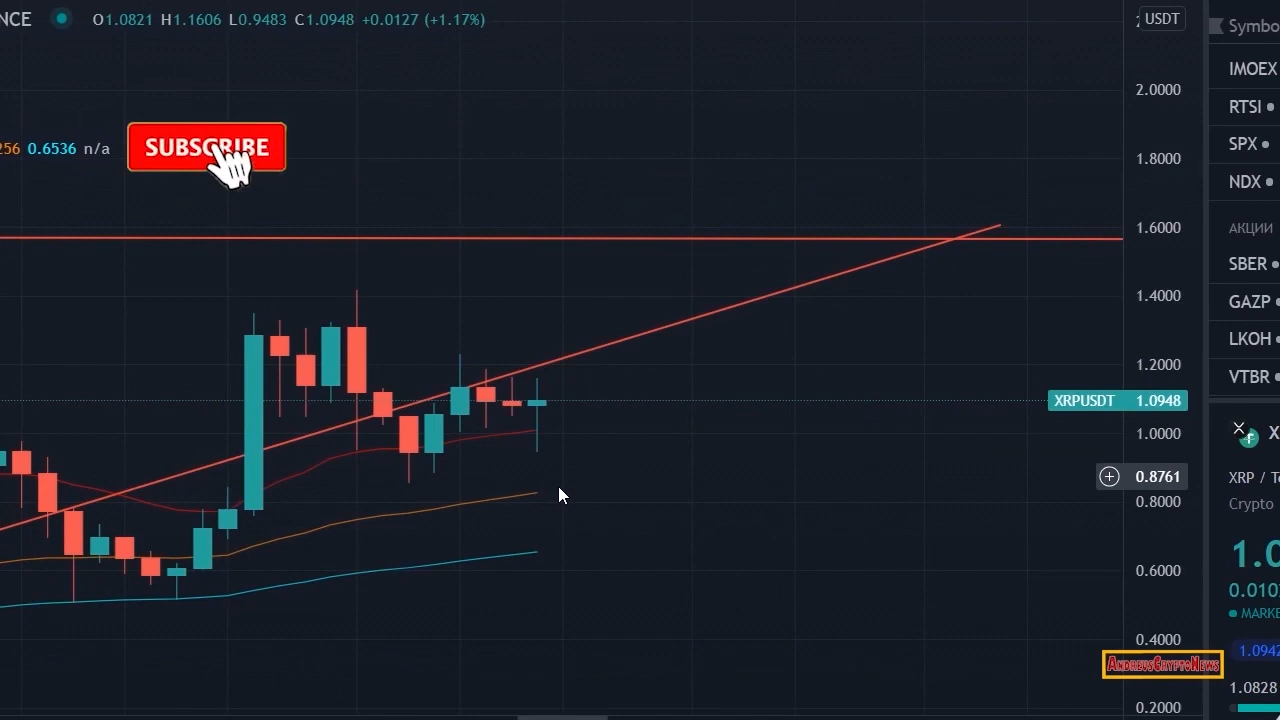 NCE O1.0821 H1.1606 L0.9483 C1.0948 +0.0127 (+1.17%)
USDT
Symbo
2.0000
IMOEX
RTSI
256 0.6536 n/a
SUBSCRIBE
1.8000
SPX
NDX
1.6000
АКЦИИ
SBER
1.4000
GAZP
LKOH
1.2000
VTBR
XRPUSDT 1.0948
1.0000
X
0.8761
XRP / Te
0.8000
Crypto
1.0
0.6000
0.010
MARKE
0.4000
1.0942
ANDREVSCRYPTONEWS
1.0828
0.2000